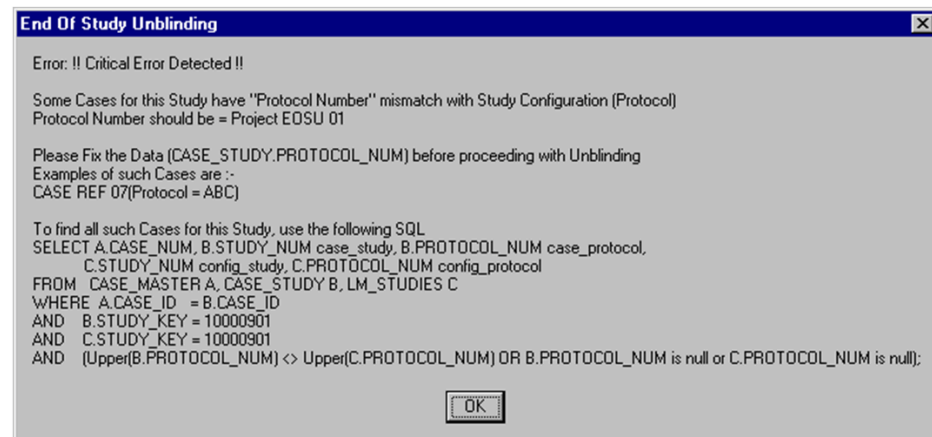 End Of Study Unblinding
Error: !! Critical Error Detected !!
Some Cases for this Study have "Protocol Number" mismatch with Study Configuration (Protocol)
Protocol Number should be = Project EOSU 01
Please Fix the Data (CASE_STUDY.PROTOCOL_NUM) before proceeding with Unblinding
Examples of such Cases are :-
CASE REF 07(Protocol = ABC)
To find all such Cases for this Study, use the following SQL
SELECT A.CASE_NUM, B.STUDY_NUM case_study, B.PROTOCOL_NUM case_protocol,
C.STUDY_NUM config_study, C.PROTOCOL_NUM config_protocol
FROM CASE_MASTER A, CASE_STUDY B, LM_STUDIES C
WHERE A.CASE_ID = B.CASE_ID
AND B.STUDY_KEY = 10000901
AND C.STUDY_KEY = 10000901
AND (Upper(B.PROTOCOL_NUM) <> Upper(C.PROTOCOL_NUM) OR B.PROTOCOL_NUM is null or C.PROTOCOL_NUM is null);
OK